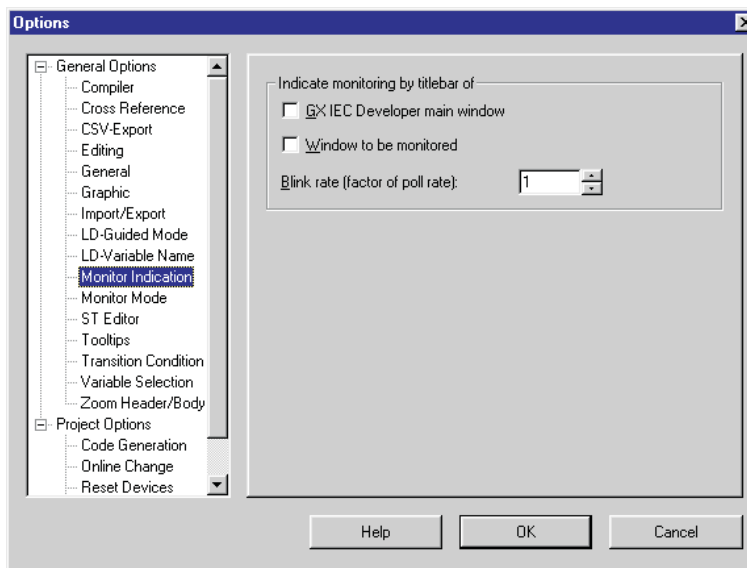 Options
General Options
Compiler
Cross Reference
CSV-Export
Editing
General
Graphic
Import/Export
LD-Guided Mode
LD-Variable Name
Monitor Indication
Monitor Mode
ST Editor
Tooltips
Transition Condition
Variable Selection
Zoom Header/Body
Project Options
Code Generation
Online Change
Reset Devices
Indicate monitoring by titlebar of
GX IEC Developer main window
Window to be monitored
Blink rate (factor of poll rate): 1
Help OK Cancel